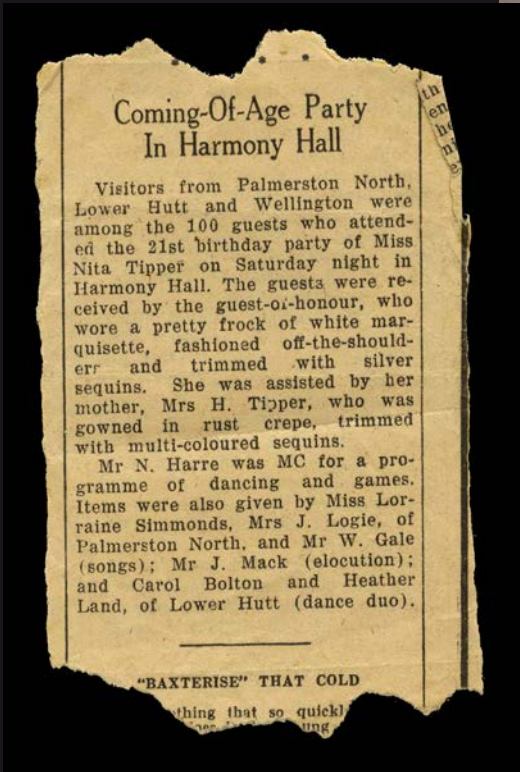 Coming-Of-Age Party
In Harmony Hall
Visitors from Palmerston North,
Lower Hutt and Wellington were
among the 100 guests who attend-
ed the 21st birthday party of Miss
Nita Tipper on Saturday night in
Harmony Hall. The guests were re-
ceived by the guest-of-honour, who
wore a pretty frock of white mar-
quisette, fashioned off-the-should-
err and trimmed with silver
sequins. She was assisted by her
mother, Mrs H. Tipper, who was
gowned in rust crepe, trimmed
with multi-coloured sequins.
Mr N. Harre was MC for a pro-
gramme of dancing and games.
Items were also given by Miss Lor-
raine Simmonds, Mrs J. Logie, of
Palmerston North, and Mr W. Gale
(songs); Mr J. Mack (elocution);
and Carol Bolton and Heather
Land, of Lower Hutt (dance duo).
"BAXTERISE" THAT COLD
thing that so quickl
th
en